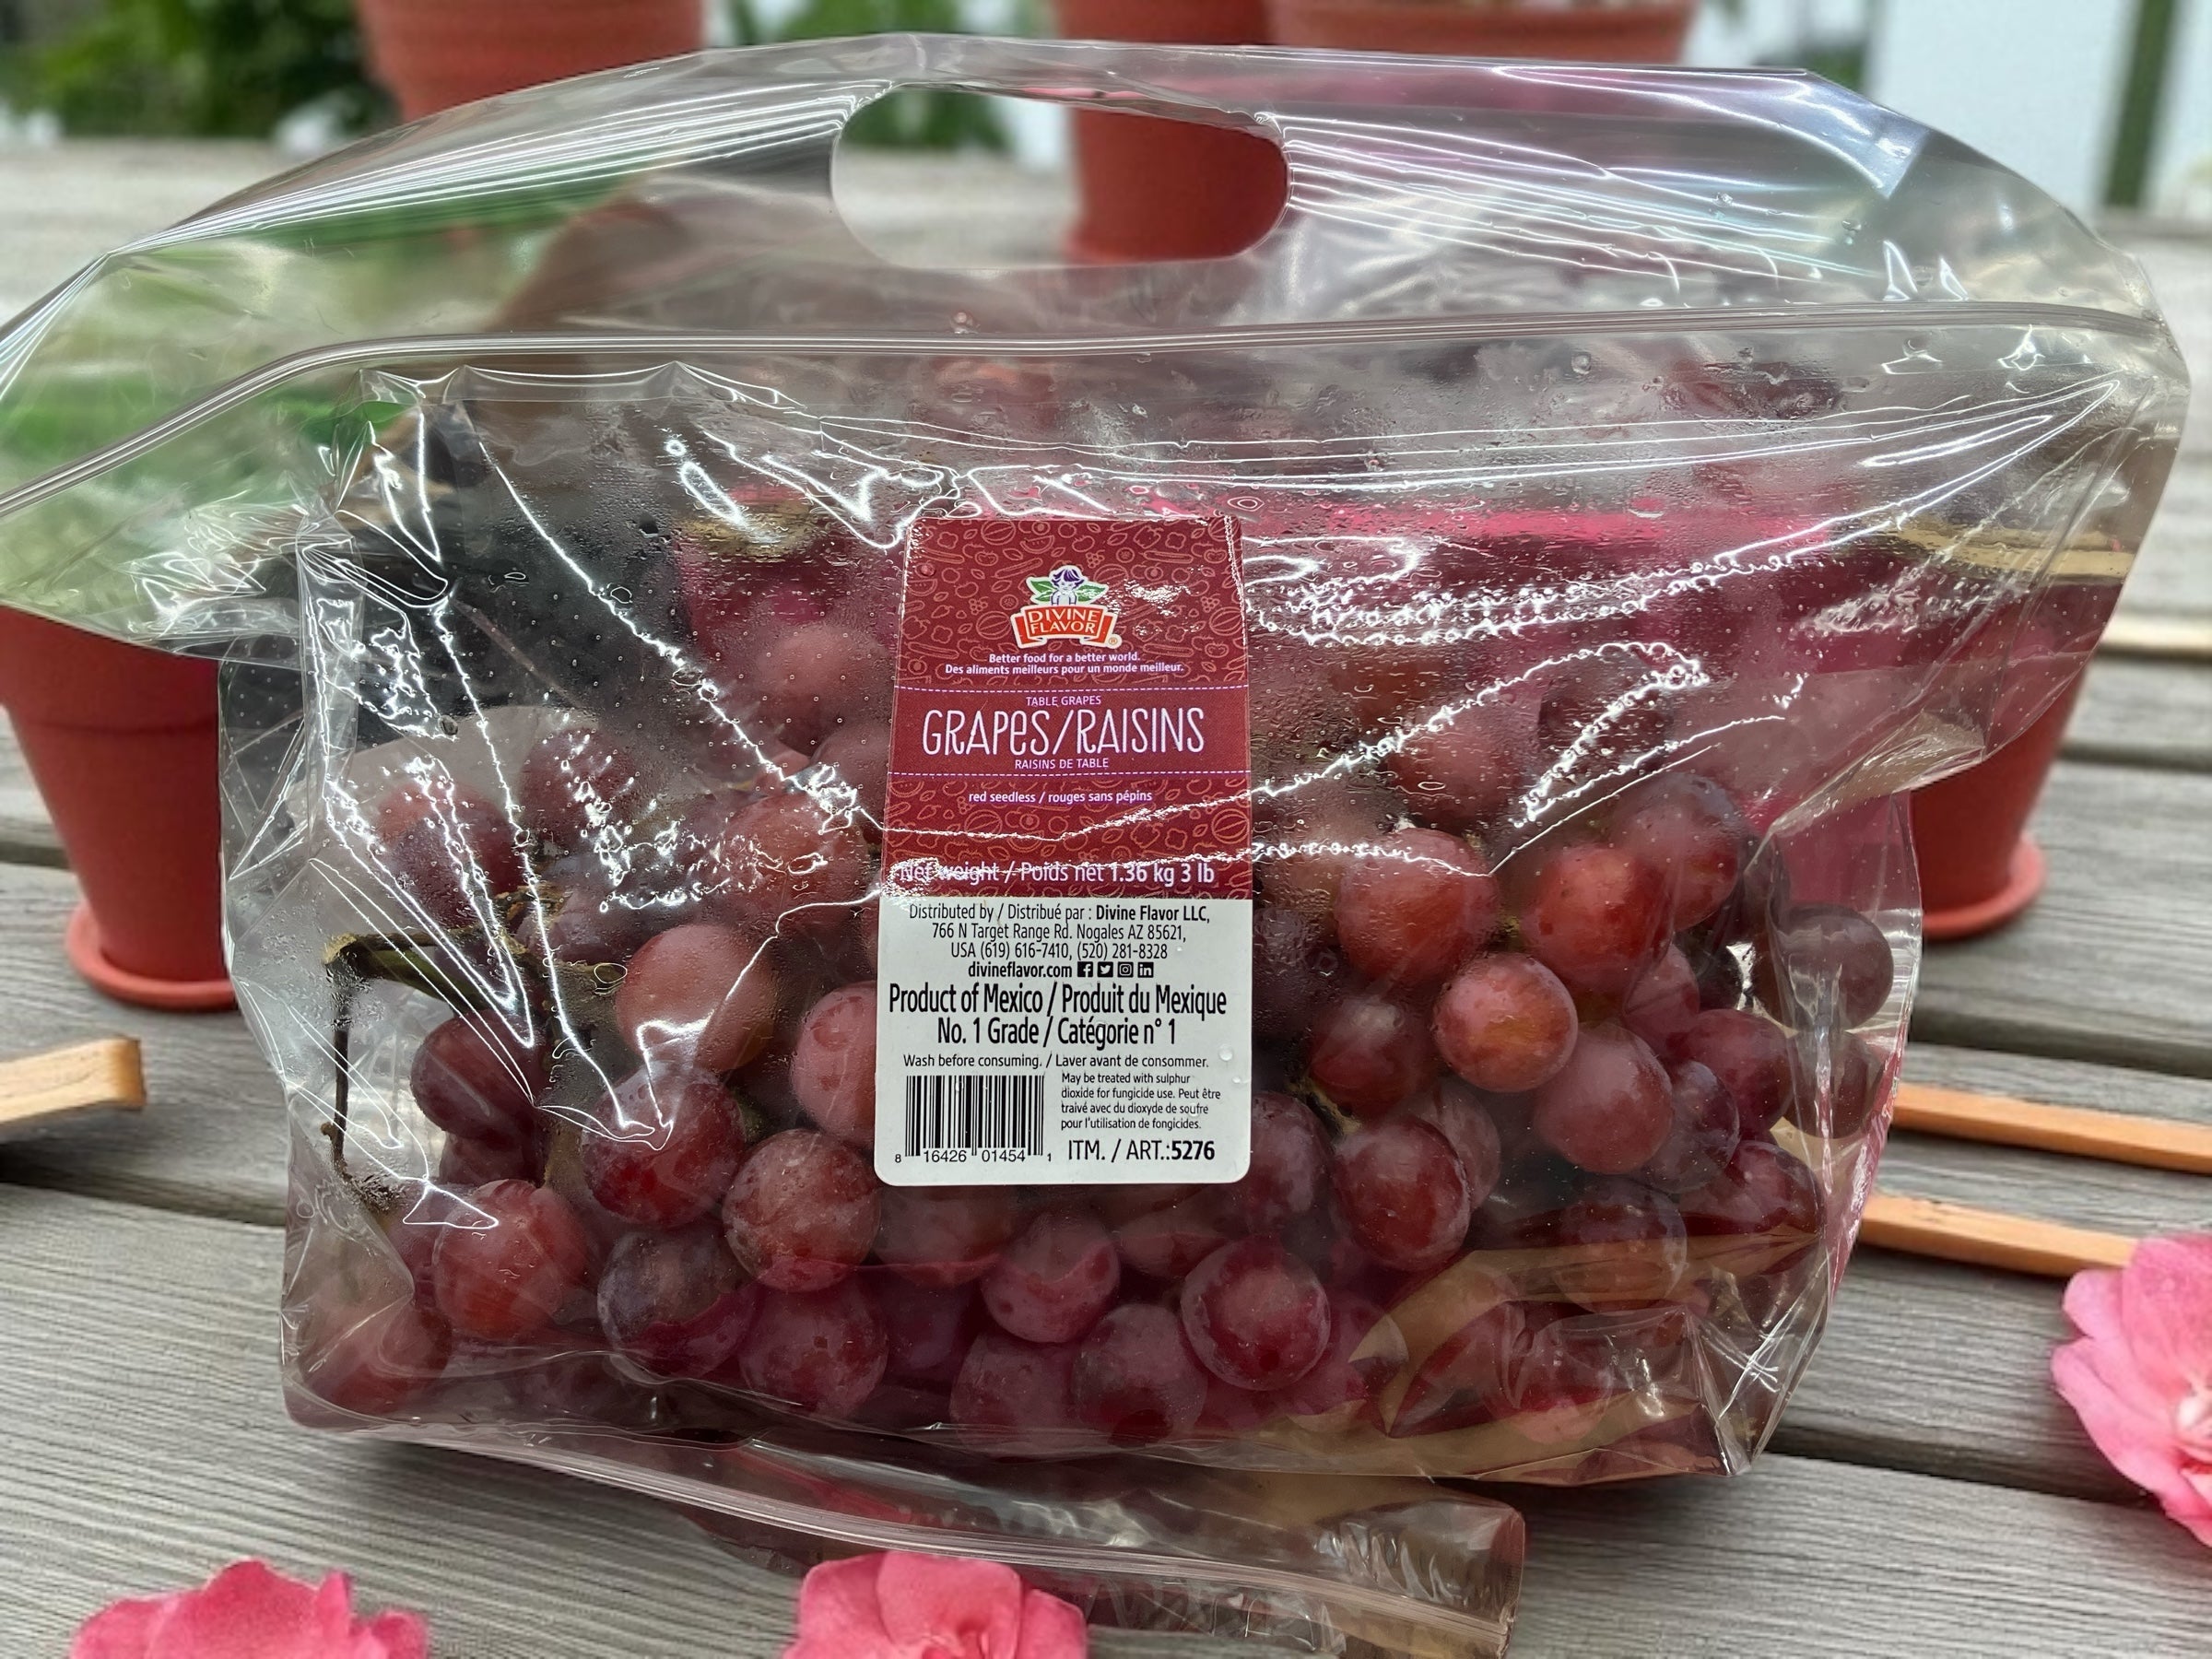 DIVINE
FLAVOR®
Better food for a better world.
Des aliments meilleurs pour un monde meilleur.
TABLE GRAPES
GRAPES/RAISINS
RAISINS DE TABLE
red seedless / rouges sans pépins
Net weight / Poids net 1.36 kg 3 lb
Distributed by / Distribué par : Divine Flavor LLC,
766 N Target Range Rd. Nogales AZ 85621,
USA (619) 616-7410, (520) 281-8328
divineflavor.com
Product of Mexico / Produit du Mexique
No. 1 Grade / Catégorie n° 1
Wash before consuming. / Laver avant de consommer.
May be treated with sulphur
dioxide for fungicide use. Peut être
traivé avec du dioxyde de soufre
pour l'utilisation de fongicides.
8 16426 01454 1
ITM. / ART.:5276